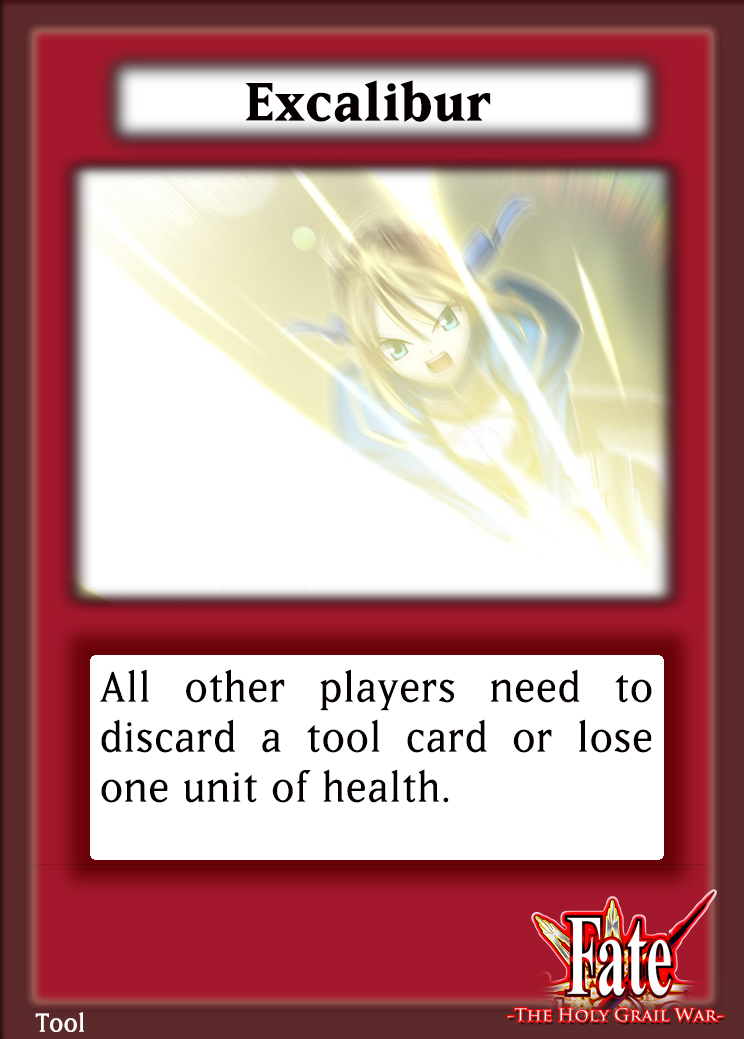 Excalibur
All other players need to
discard a tool card or lose
one unit of health.
Fate
-The Holy Grail War-
Tool